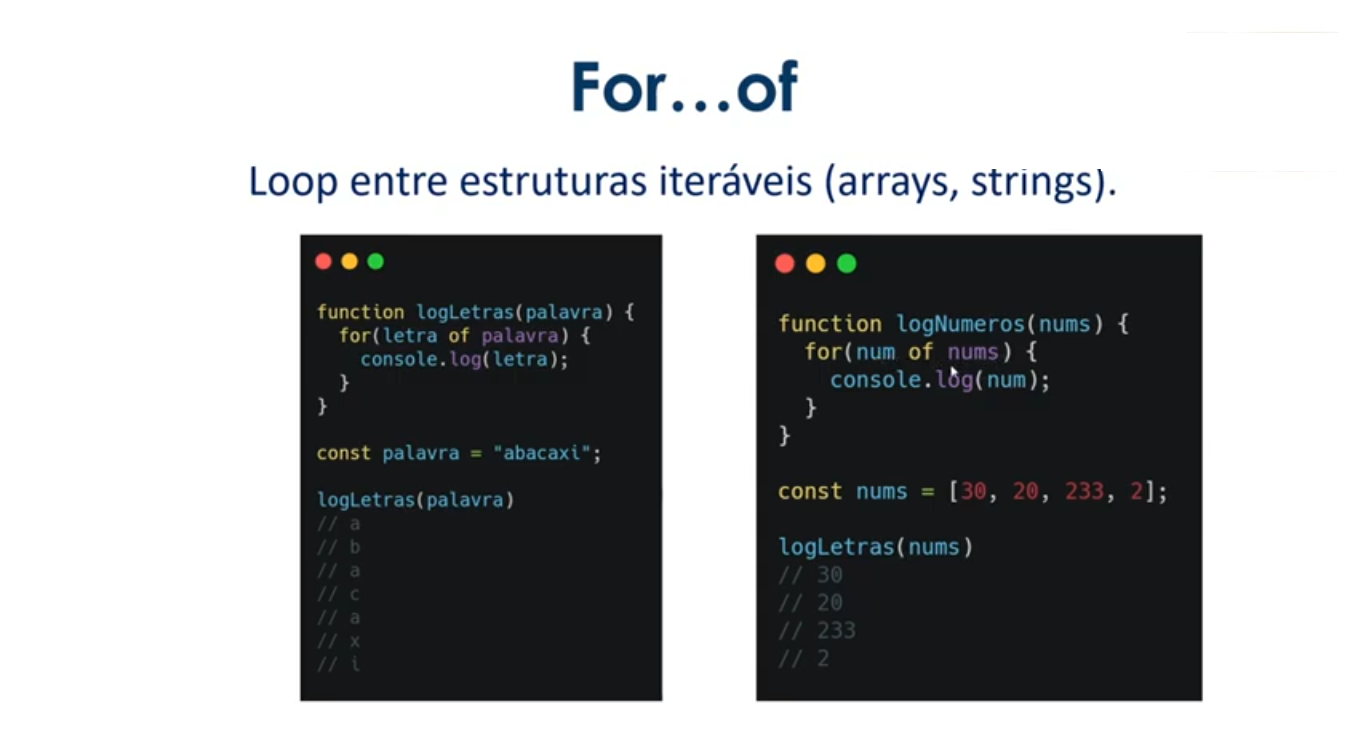 For...of
Loop entre estruturas iteráveis (arrays, strings).
function logLetras(palavra) {
  for(letra of palavra) {
    console.log(letra);
  }
}
const palavra = "abacaxi";
logLetras(palavra)
// a
// b
// a
// c
// a
// x
// i
function logNumeros(nums) {
  for(num of nums) {
    console.log(num);
  }
}
const nums = [30, 20, 233, 2];
logLetras(nums)
// 30
// 20
// 233
// 2